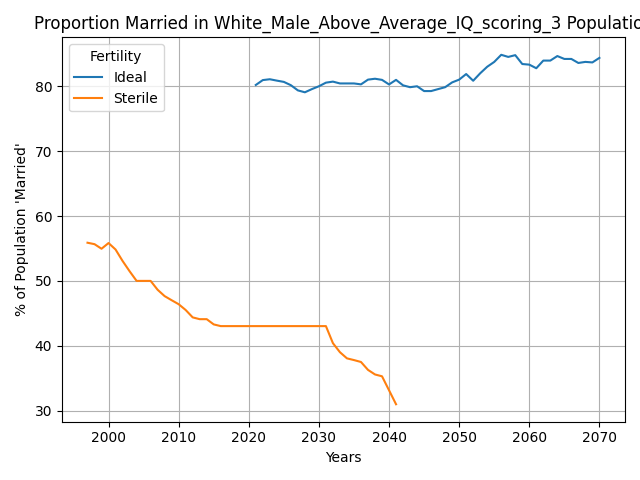 Proportion Married in White_Male_Above_Average_IQ_scoring_3 Populatio
Fertility
Ideal
Sterile
% of Population 'Married'
80
70
60
50
40
30
2000 2010 2020 2030 2040 2050 2060 2070
Years